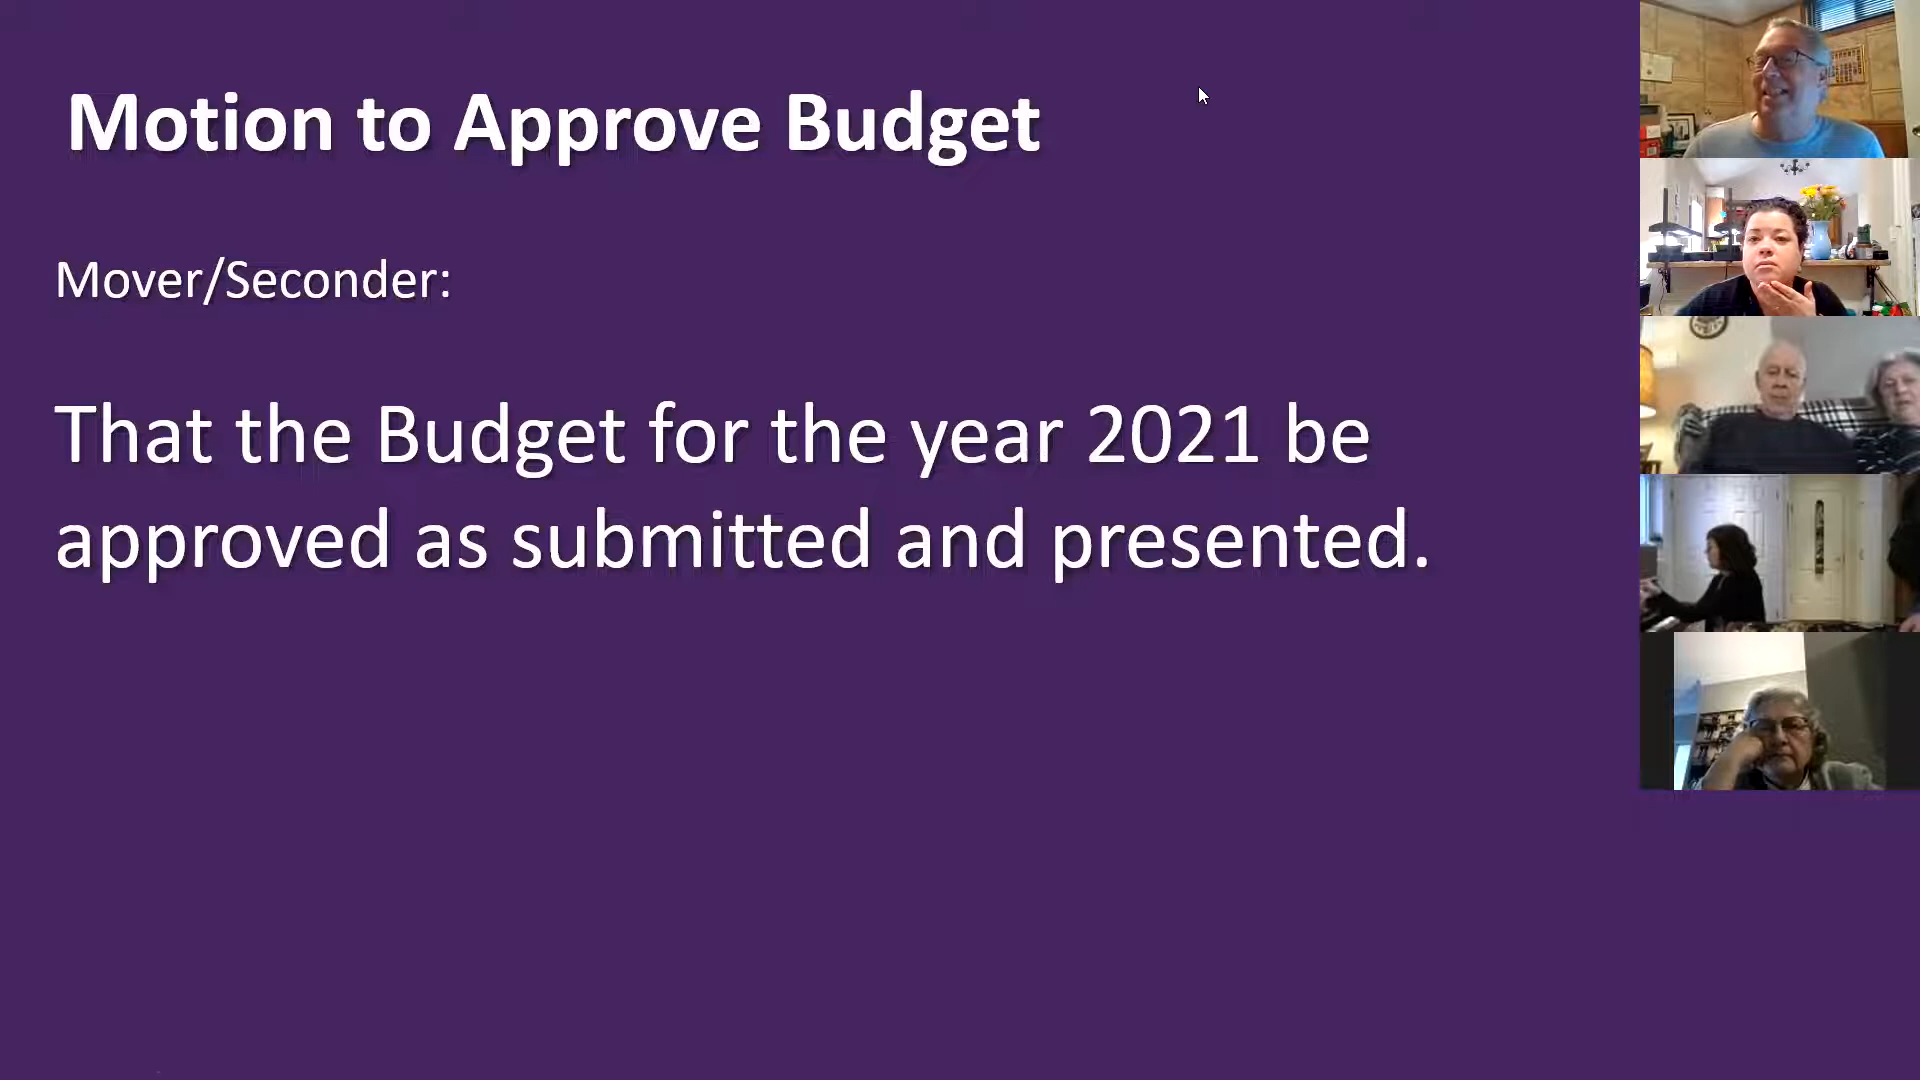 Motion to Approve Budget
Mover/Seconder:
That the Budget for the year 2021 be
approved as submitted and presented.